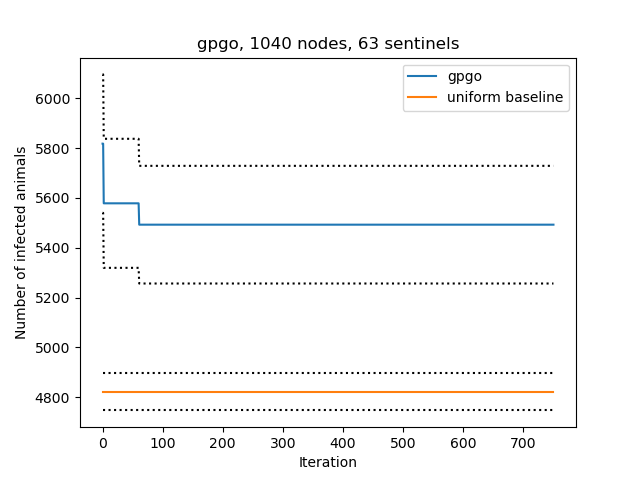 gpgo, 1040 nodes, 63 sentinels
gpgo
uniform baseline
Number of infected animals
6000
5800
5600
5400
5200
5000
4800
0 100 200 300 400 500 600 700
Iteration